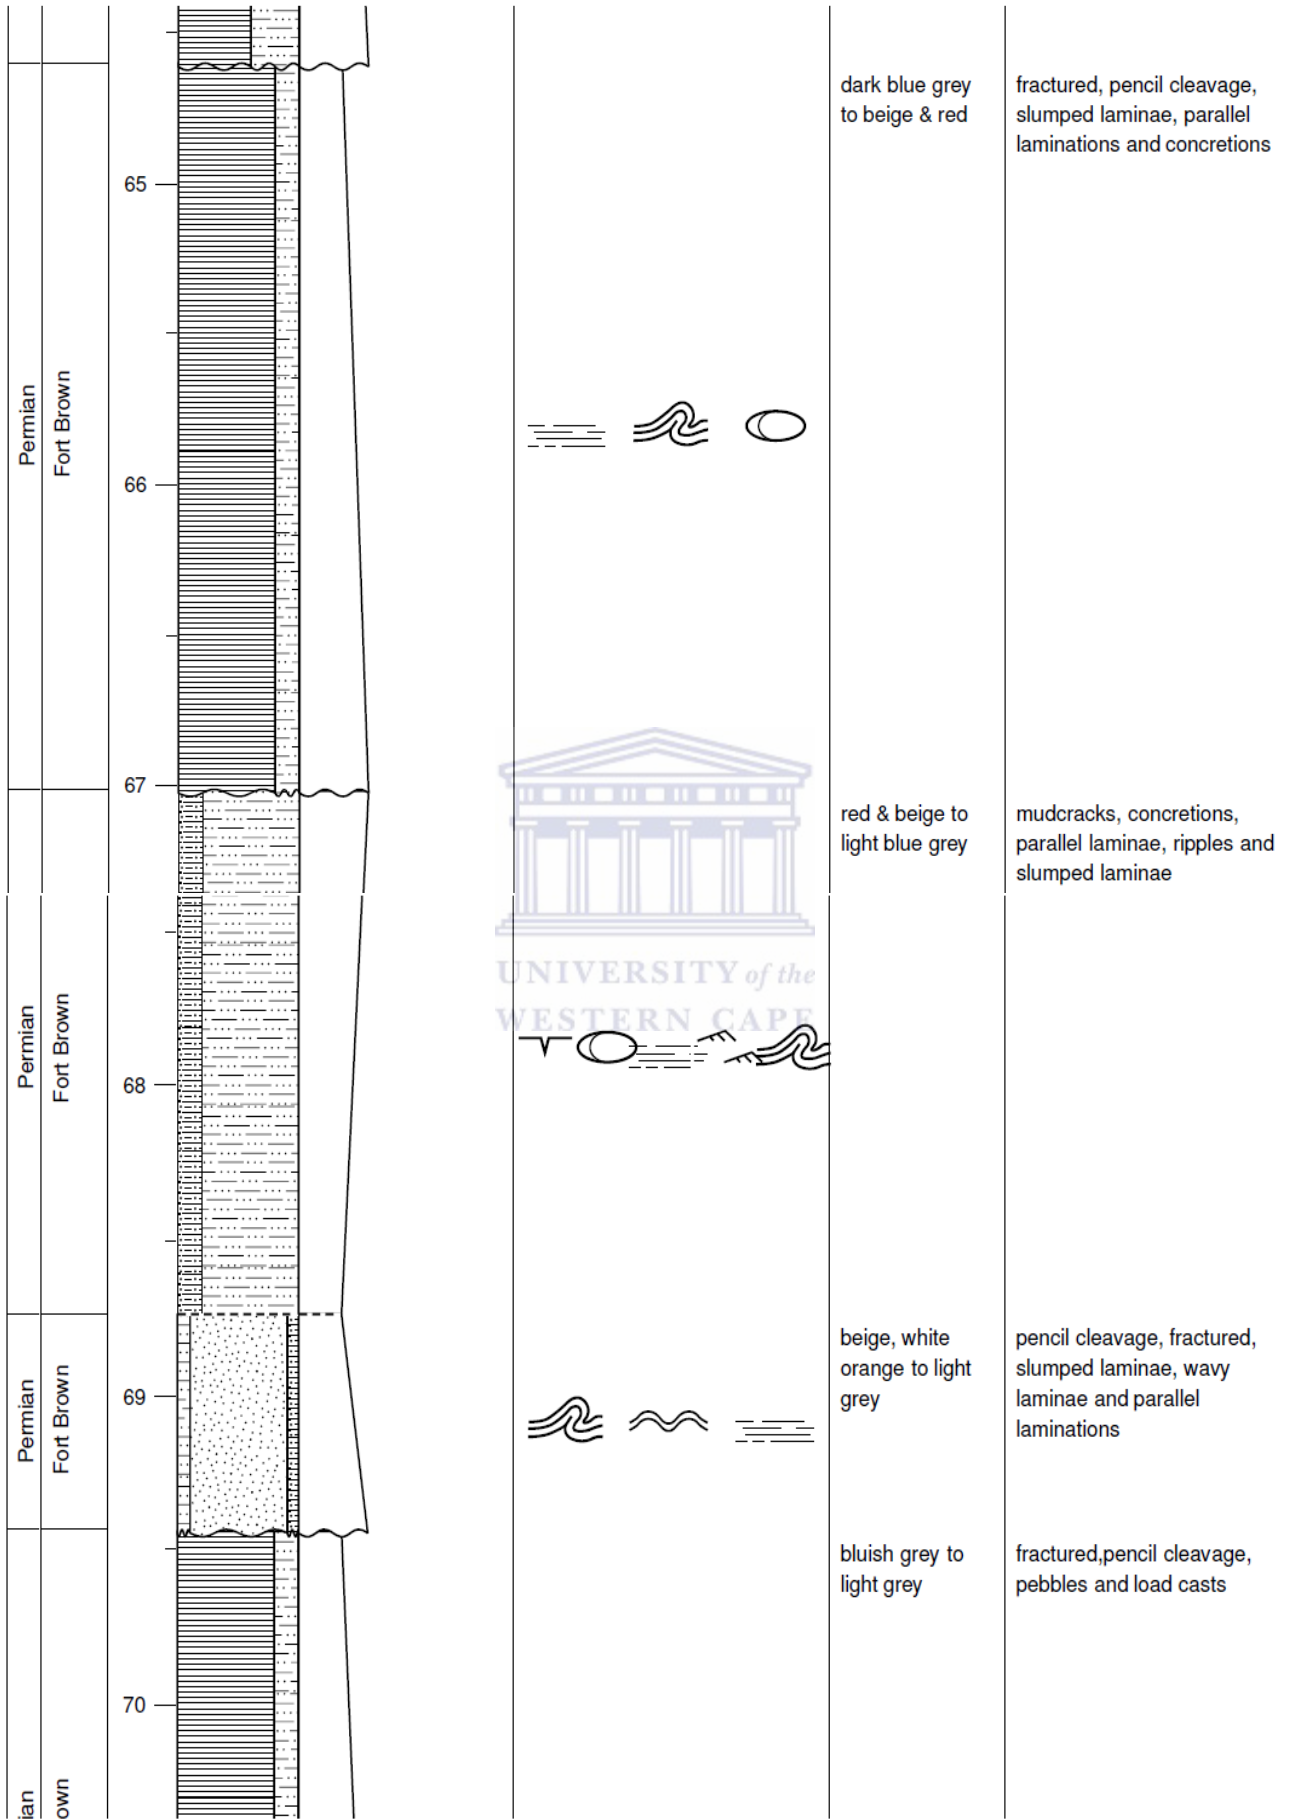 dark blue grey
to beige & red
fractured, pencil cleavage,
slumped laminae, parallel
laminations and concretions
65
Permian
Fort Brown
66
67
red & beige to
light blue grey
mudcracks, concretions,
parallel laminae, ripples and
slumped laminae
UNIVERSITY of the
WESTERN CAPE
Permian
Fort Brown
68
beige, white
orange to light
grey
pencil cleavage, fractured,
slumped laminae, wavy
laminae and parallel
laminations
Permian
Fort Brown
69
bluish grey to
light grey
fractured,pencil cleavage,
pebbles and load casts
70
ian
own